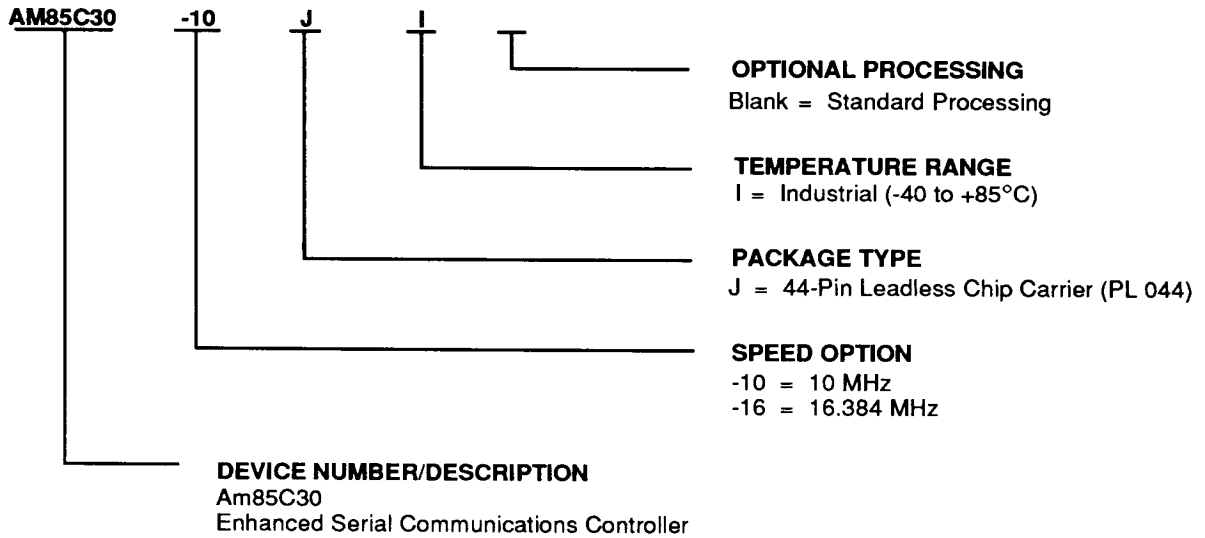 AM85C30 -10 J I
OPTIONAL PROCESSING
Blank = Standard Processing
TEMPERATURE RANGE
I = Industrial (-40 to +85°C)
PACKAGE TYPE
J = 44-Pin Leadless Chip Carrier (PL 044)
SPEED OPTION
-10 = 10 MHz
-16 = 16.384 MHz
DEVICE NUMBER/DESCRIPTION
Am85C30
Enhanced Serial Communications Controller